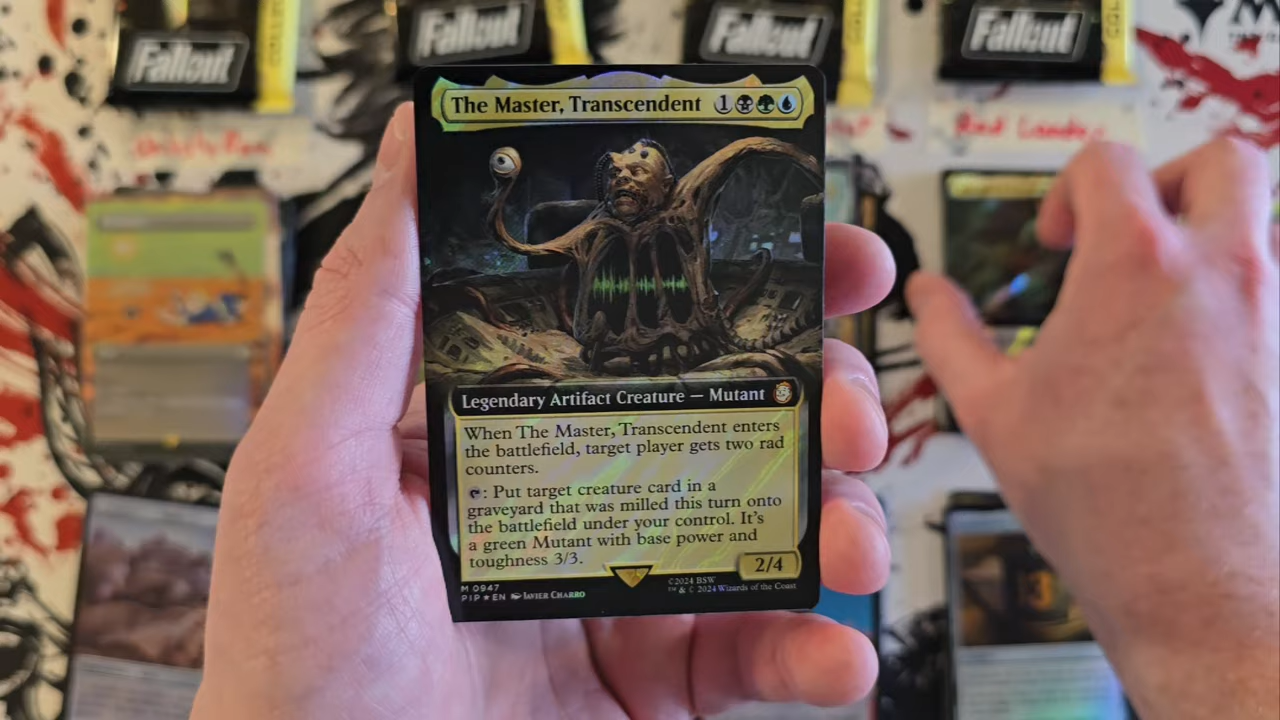 Fallout
Fallout
Fallout
Fallout
The Master, Transcendent 1
Legendary Artifact Creature — Mutant
When The Master, Transcendent enters
the battlefield, target player gets two rad
counters.
: Put target creature card in a
graveyard that was milled this turn onto
the battlefield under your control. It's
a green Mutant with base power and
toughness 3/3.
2/4
M 0947
PIP ★ EN Javier Charro
©2024 BSW
™ & © 2024 Wizards of the Coast